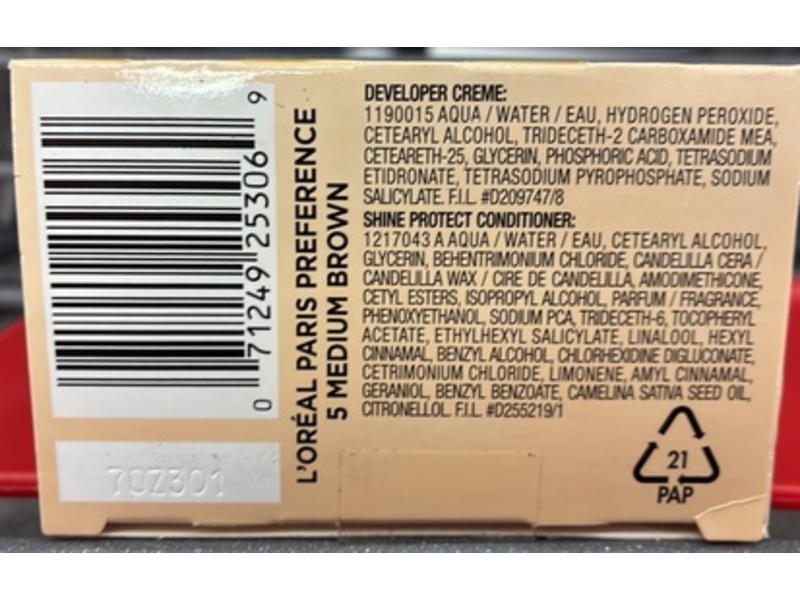 DEVELOPER CREME:
1190015 AQUA / WATER / EAU, HYDROGEN PEROXIDE,
CETEARYL ALCOHOL, TRIDECETH-2 CARBOXAMIDE MEA,
CETEARETH-25, GLYCERIN, PHOSPHORIC ACID, TETRASODIUM
ETIDRONATE, TETRASODIUM PYROPHOSPHATE, SODIUM
SALICYLATE. F.I.L. #D209747/8
SHINE PROTECT CONDITIONER:
1217043 A AQUA / WATER / EAU, CETEARYL ALCOHOL,
GLYCERIN, BEHENTRIMONIUM CHLORIDE, CANDELILLA CERA /
CANDELILLA WAX / CIRE DE CANDELILLA, AMODIMETHICONE,
CETYL ESTERS, ISOPROPYL ALCOHOL, PARFUM / FRAGRANCE,
PHENOXYETHANOL, SODIUM PCA, TRIDECETH-6, TOCOPHERYL
ACETATE, ETHYLHEXYL SALICYLATE, LINALOOL, HEXYL
CINNAMAL, BENZYL ALCOHOL, CHLORHEXIDINE DIGLUCONATE,
CETRIMONIUM CHLORIDE, LIMONENE, AMYL CINNAMAL,
GERANIOL, BENZYL BENZOATE, CAMELINA SATIVA SEED OIL,
CITRONELLOL. F.I.L. #D255219/1
L'ORÉAL PARIS PREFERENCE
5 MEDIUM BROWN
0 71249 25306 9
70Z301
21
PAP